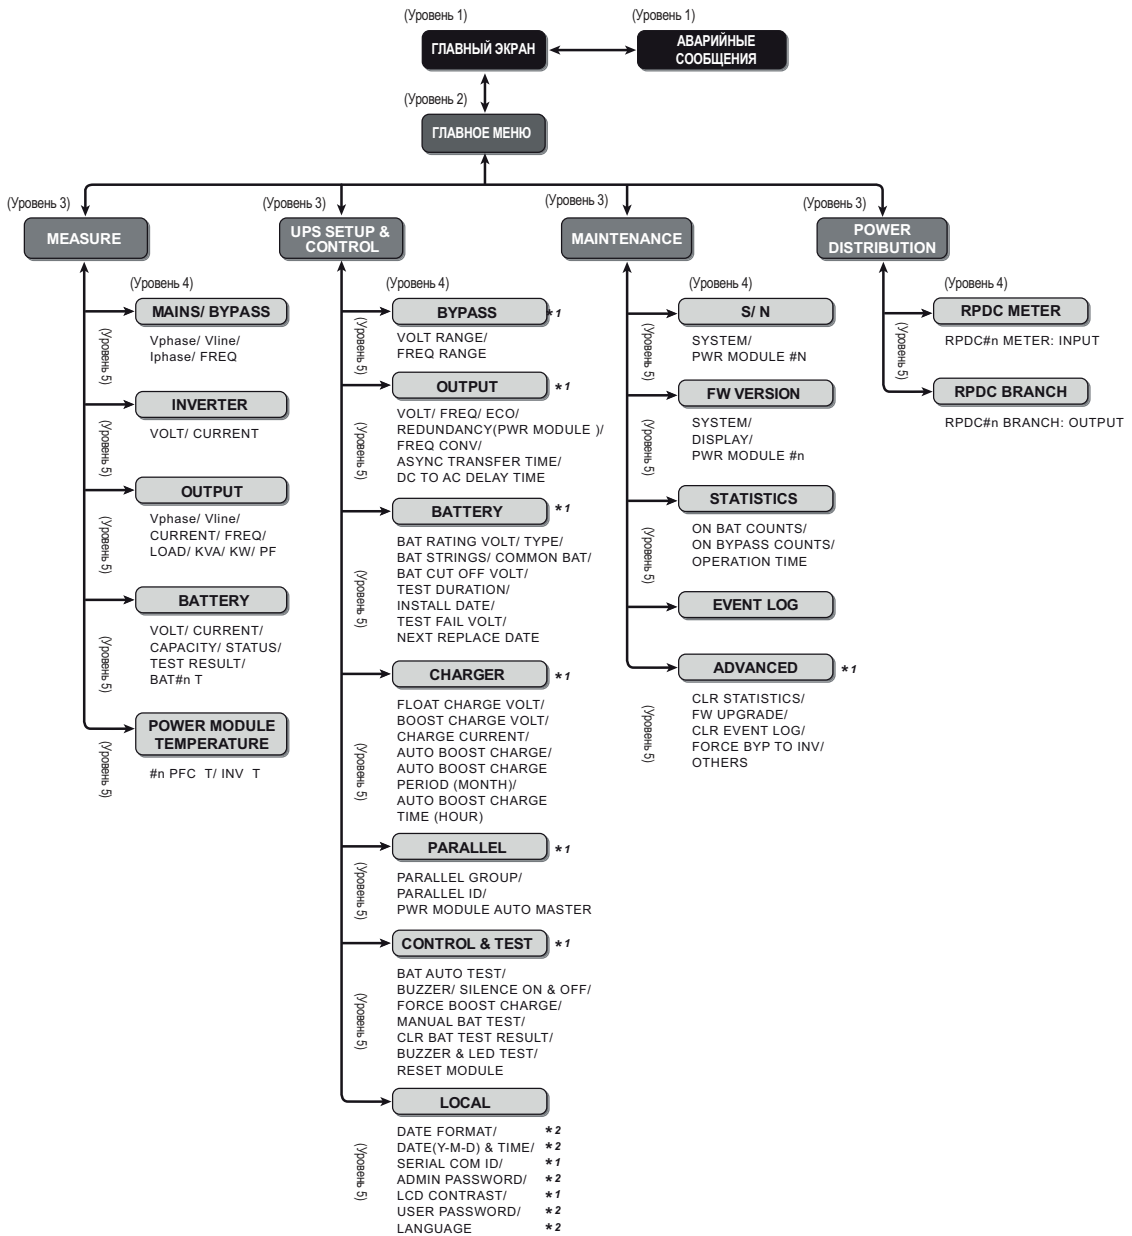 (Уровень 1)
(Уровень 1)
ГЛАВНЫЙ ЭКРАН
АВАРИЙНЫЕ
СООБЩЕНИЯ
(Уровень 2)
ГЛАВНОЕ МЕНЮ
(Уровень 3)
MEASURE
(Уровень 4)
MAINS/ BYPASS
(Уровень 5)
Vphase/ Vline/
Iphase/ FREQ
INVERTER
(Уровень 5)
VOLT/ CURRENT
OUTPUT
(Уровень 5)
Vphase/ Vline/
CURRENT/ FREQ/
LOAD/ KVA/ KW/ PF
BATTERY
(Уровень 5)
VOLT/ CURRENT/
CAPACITY/ STATUS/
TEST RESULT/
BAT#n T
POWER MODULE
TEMPERATURE
(Уровень 5)
#n PFC T/ INV T
(Уровень 3)
UPS SETUP &
CONTROL
(Уровень 4)
BYPASS *1
(Уровень 5)
VOLT RANGE/
FREQ RANGE
OUTPUT *1
(Уровень 5)
VOLT/ FREQ/ ECO/
REDUNDANCY(PWR MODULE )/
FREQ CONV/
ASYNC TRANSFER TIME/
DC TO AC DELAY TIME
BATTERY *1
(Уровень 5)
BAT RATING VOLT/ TYPE/
BAT STRINGS/ COMMON BAT/
BAT CUT OFF VOLT/
TEST DURATION/
INSTALL DATE/
TEST FAIL VOLT/
NEXT REPLACE DATE
CHARGER *1
(Уровень 5)
FLOAT CHARGE VOLT/
BOOST CHARGE VOLT/
CHARGE CURRENT/
AUTO BOOST CHARGE/
AUTO BOOST CHARGE
PERIOD (MONTH)/
AUTO BOOST CHARGE
TIME (HOUR)
PARALLEL *1
(Уровень 5)
PARALLEL GROUP/
PARALLEL ID/
PWR MODULE AUTO MASTER
CONTROL & TEST *1
(Уровень 5)
BAT AUTO TEST/
BUZZER/ SILENCE ON & OFF/
FORCE BOOST CHARGE/
MANUAL BAT TEST/
CLR BAT TEST RESULT/
BUZZER & LED TEST/
RESET MODULE
LOCAL
(Уровень 5)
DATE FORMAT/ *2
DATE(Y-M-D) & TIME/ *2
SERIAL COM ID/ *1
ADMIN PASSWORD/ *2
LCD CONTRAST/ *1
USER PASSWORD/ *2
LANGUAGE *2
(Уровень 3)
MAINTENANCE
(Уровень 4)
S/ N
(Уровень 5)
SYSTEM/
PWR MODULE #N
FW VERSION
(Уровень 5)
SYSTEM/
DISPLAY/
PWR MODULE #n
STATISTICS
(Уровень 5)
ON BAT COUNTS/
ON BYPASS COUNTS/
OPERATION TIME
EVENT LOG
ADVANCED *1
(Уровень 5)
CLR STATISTICS/
FW UPGRADE/
CLR EVENT LOG/
FORCE BYP TO INV/
OTHERS
(Уровень 3)
POWER
DISTRIBUTION
(Уровень 4)
RPDC METER
(Уровень 5)
RPDC#n METER: INPUT
RPDC BRANCH
RPDC#n BRANCH: OUTPUT